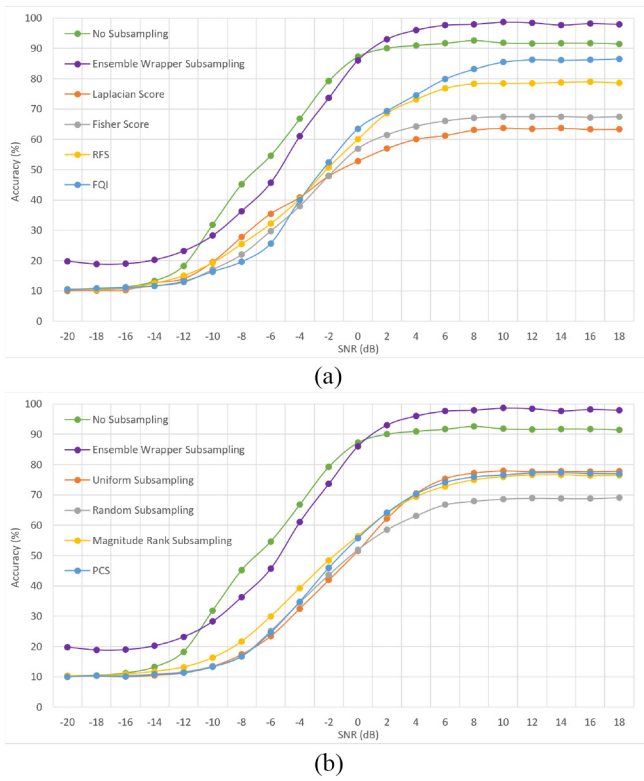 100
90
80
70
60
50
40
30
20
10
0
Accuracy (%)
No Subsampling
Ensemble Wrapper Subsampling
Laplacian Score
Fisher Score
RFS
FQI
-20 -18 -16 -14 -12 -10 -8 -6 -4 -2 0 2 4 6 8 10 12 14 16 18
SNR (dB)
(a)
100
90
80
70
60
50
40
30
20
10
0
Accuracy (%)
No Subsampling
Ensemble Wrapper Subsampling
Uniform Subsampling
Random Subsampling
Magnitude Rank Subsampling
PCS
-20 -18 -16 -14 -12 -10 -8 -6 -4 -2 0 2 4 6 8 10 12 14 16 18
SNR (dB)
(b)